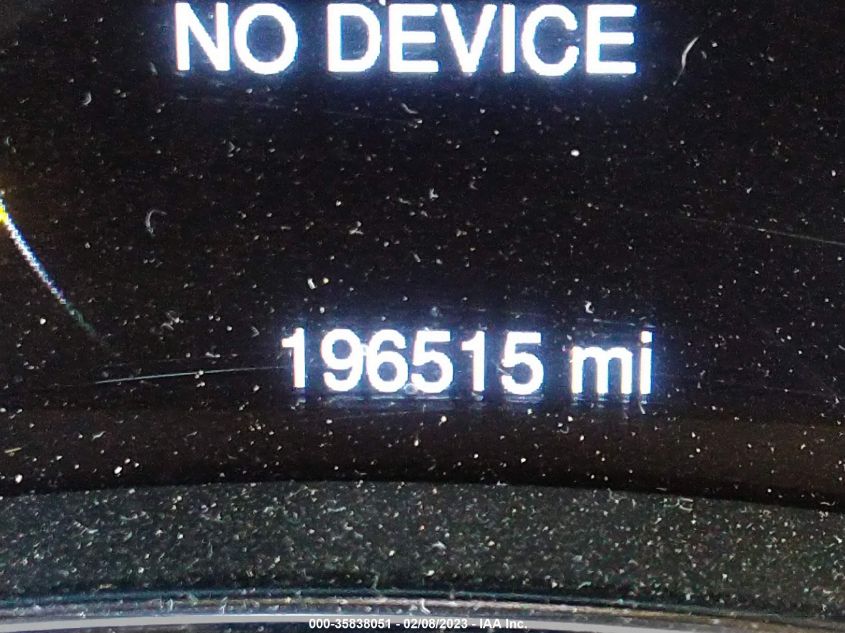 NO DEVICE
196515 mi
000-35838051 - 02/08/2023 - IAA Inc.